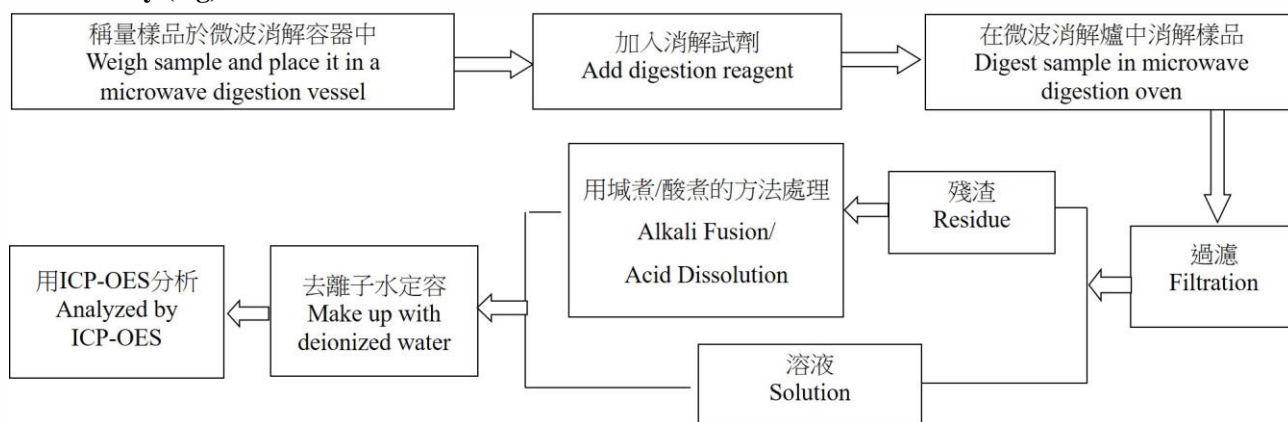 稱量樣品於微波消解容器中
Weigh sample and place it in a
microwave digestion vessel
加入消解試劑
Add digestion reagent
在微波消解爐中消解樣品
Digest sample in microwave
digestion oven
過濾
Filtration
殘渣
Residue
用堿煮/酸煮的方法處理
Alkali Fusion/
Acid Dissolution
溶液
Solution
去離子水定容
Make up with
deionized water
用ICP-OES分析
Analyzed by
ICP-OES